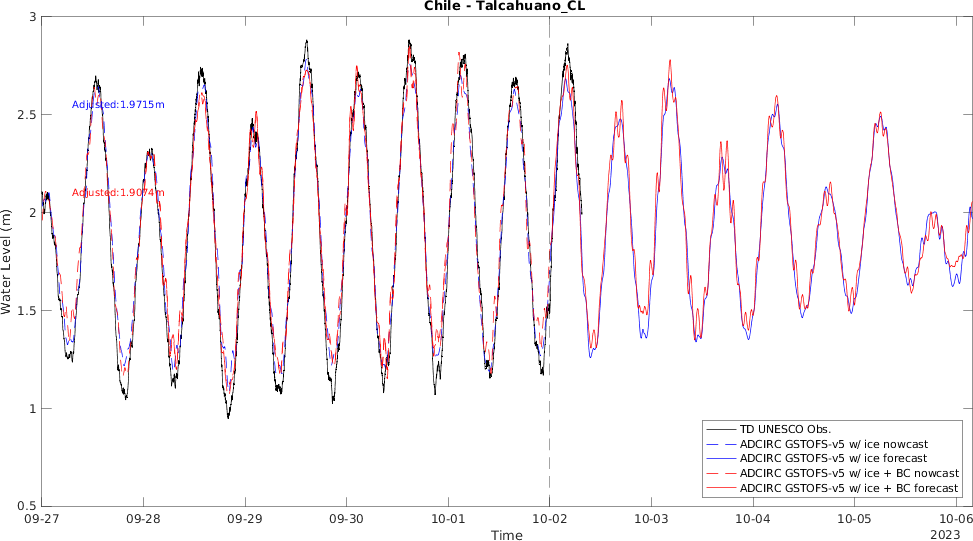 Chile - Talcahuano_CL
3
2.5
2
1.5
1
0.5
Water Level (m)
Adjusted:1.9715m
Adjusted:1.9074m
TD UNESCO Obs.
ADCIRC GSTOFS-v5 w/ ice nowcast
ADCIRC GSTOFS-v5 w/ ice forecast
ADCIRC GSTOFS-v5 w/ ice + BC nowcast
ADCIRC GSTOFS-v5 w/ ice + BC forecast
09-27 09-28 09-29 09-30 10-01 10-02 10-03 10-04 10-05 10-06
Time
2023